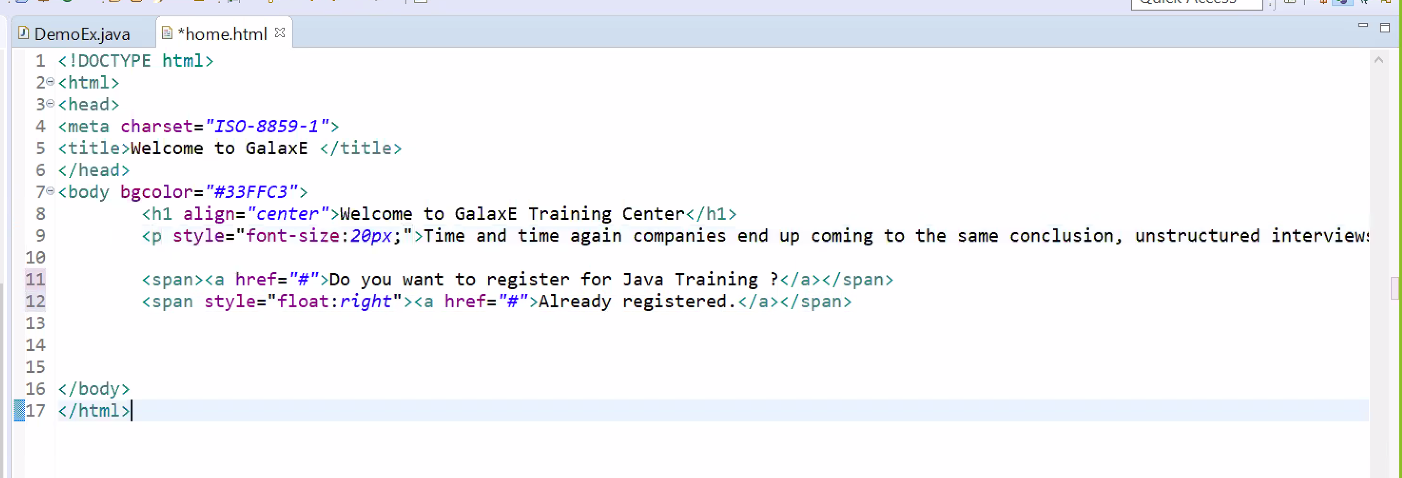 Quick Access
DemoEx.java
*home.html
1 <!DOCTYPE html>
2 <html>
3 <head>
4 <meta charset="ISO-8859-1">
5 <title>Welcome to GalaxE </title>
6 </head>
7 <body bgcolor="#33FFC3">
8 <h1 align="center">Welcome to GalaxE Training Center</h1>
9 <p style="font-size:20px;">Time and time again companies end up coming to the same conclusion, unstructured interviews
10
11 <span><a href="#">Do you want to register for Java Training ?</a></span>
12 <span style="float:right"><a href="#">Already registered.</a></span>
13
14
15
16 </body>
17 </html>